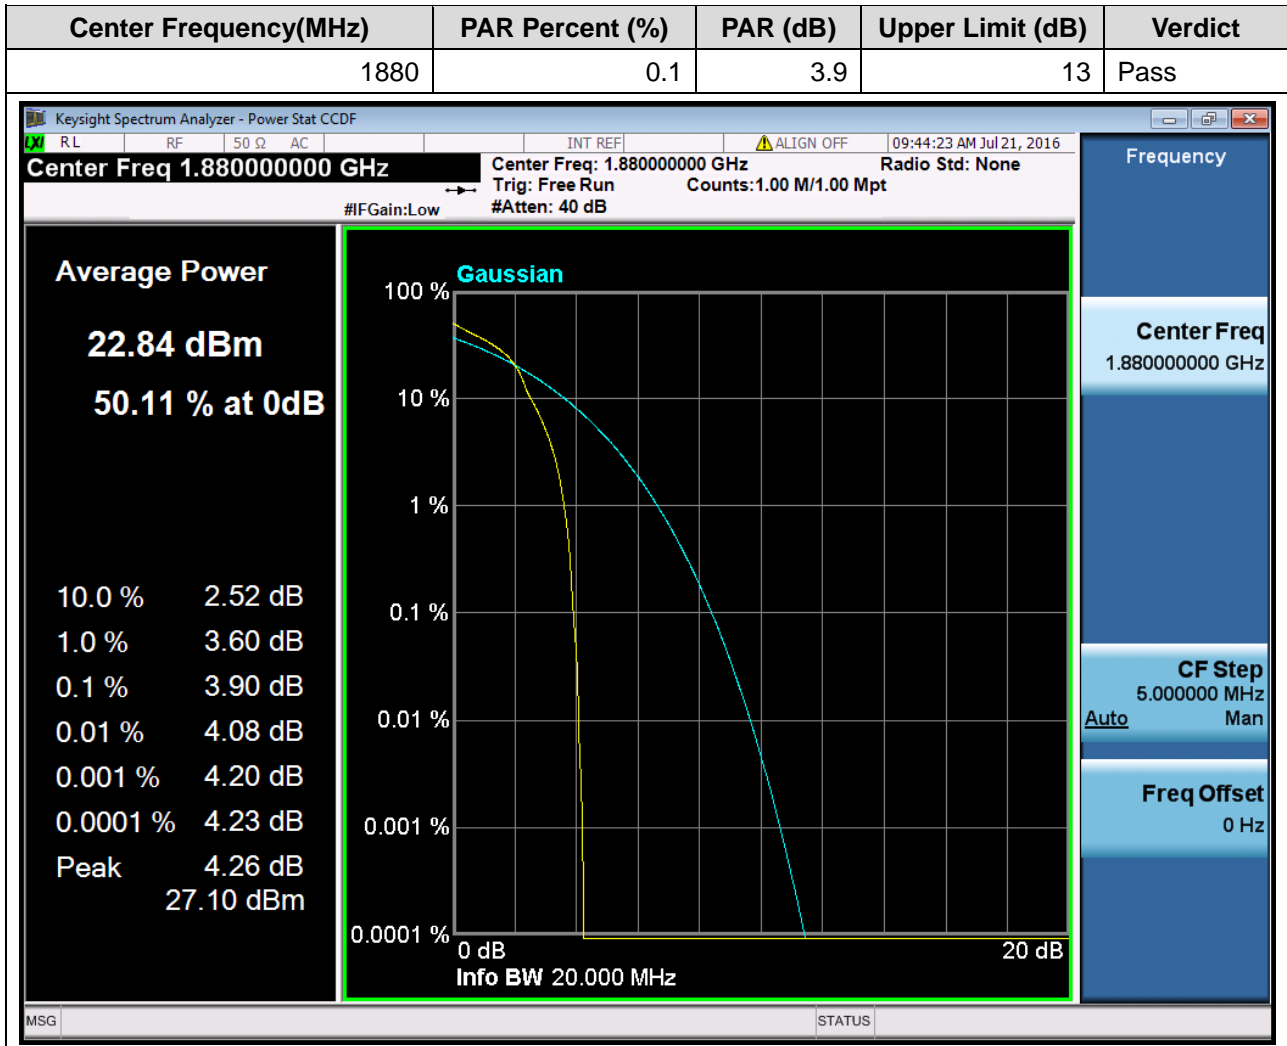 Center Frequency(MHz) PAR Percent (%) PAR (dB) Upper Limit (dB) Verdict
1880 0.1 3.9 13 Pass
Keysight Spectrum Analyzer - Power Stat CCDF
LXI RL RF 50 Ω AC INT REF ALIGN OFF 09:44:23 AM Jul 21, 2016
Center Freq 1.880000000 GHz
Center Freq: 1.880000000 GHz Radio Std: None
Trig: Free Run Counts:1.00 M/1.00 Mpt
#IFGain:Low #Atten: 40 dB
Average Power
22.84 dBm
50.11 % at 0dB
10.0 % 2.52 dB
1.0 % 3.60 dB
0.1 % 3.90 dB
0.01 % 4.08 dB
0.001 % 4.20 dB
0.0001 % 4.23 dB
Peak 4.26 dB
27.10 dBm
Gaussian
100 %
10 %
1 %
0.1 %
0.01 %
0.001 %
0.0001 %
0 dB 20 dB
Info BW 20.000 MHz
Frequency
Center Freq
1.880000000 GHz
CF Step
5.000000 MHz
Auto Man
Freq Offset
0 Hz
MSG STATUS